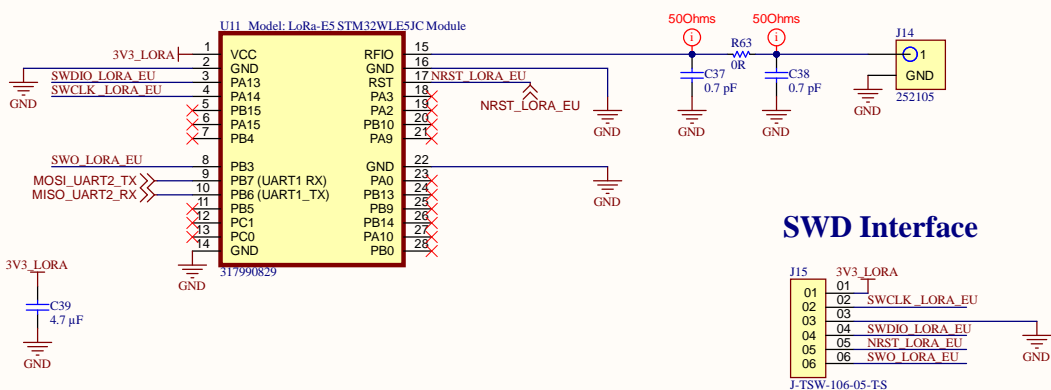 U11 Model: LoRa-E5 STM32WLE5JC Module
3V3_LORA 1 VCC
GND 2 GND
SWDIO_LORA_EU 3 PA13
SWCLK_LORA_EU 4 PA14
5 PB15
6 PA15
7 PB4
SWO_LORA_EU 8 PB3
MOSI_UART2_TX 9 PB7 (UART1 RX)
MISO_UART2_RX 10 PB6 (UART1_TX)
11 PB5
12 PC1
13 PC0
14 GND
GND
317990829
RFIO 15
GND 16
RST 17 NRST_LORA_EU
NRST_LORA_EU
PA3 18
PA2 19
PB10 20
PA9 21
GND
GND 22
PA0 23
PB13 24
PB9 25
PB14 26
PA10 27
PB0 28
GND
50Ohms
i
50Ohms
i
R63
0R
C37
0.7 pF
GND
C38
0.7 pF
GND
J14
1
GND
252105
GND
3V3_LORA
C39
4.7 µF
GND
SWD Interface
J15
3V3_LORA
01 01
02 02 SWCLK_LORA_EU
03 03
04 04 SWDIO_LORA_EU
05 05 NRST_LORA_EU
06 06 SWO_LORA_EU
GND
J-TSW-106-05-T-S